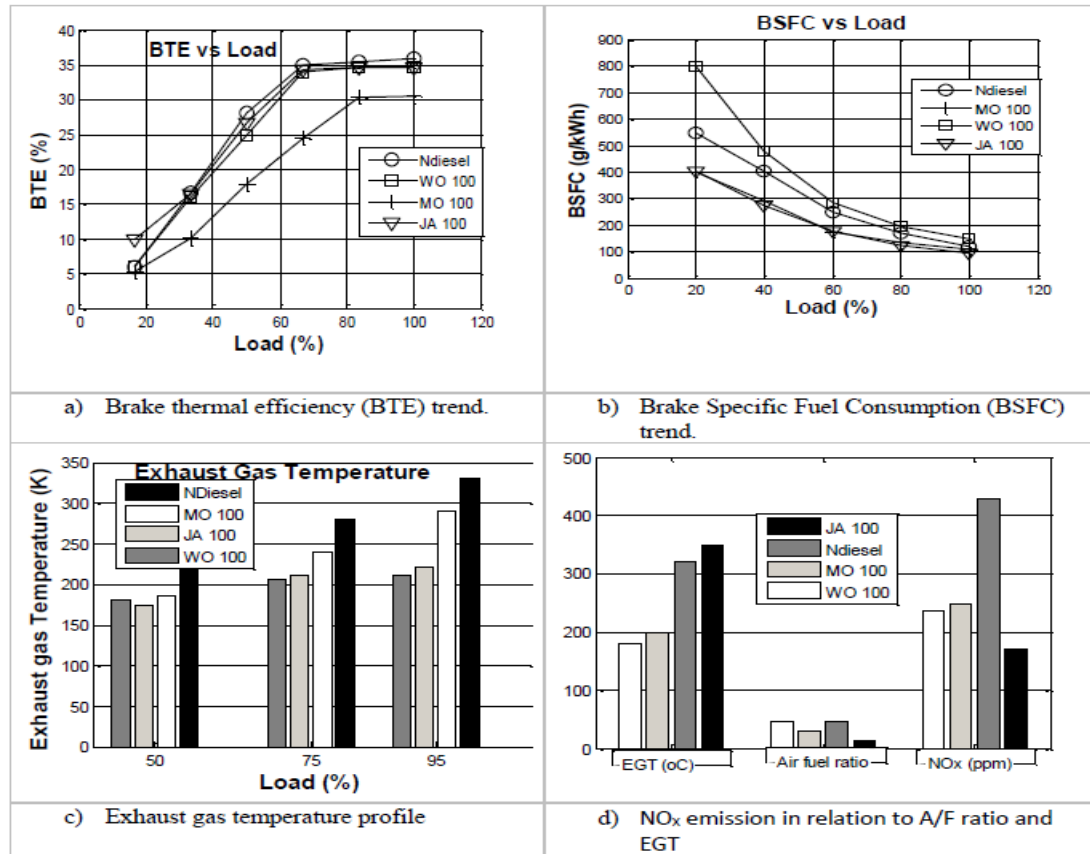 BTE vs Load
40
35
30
25
20
15
10
5
0
BTE (%)
Ndiesel
WO 100
MO 100
JA 100
0 20 40 60 80 100 120
Load (%)
a) Brake thermal efficiency (BTE) trend.
BSFC vs Load
900
800
700
600
500
400
300
200
100
0
BSFC (g/kWh)
Ndiesel
MO 100
WO 100
JA 100
0 20 40 60 80 100 120
Load (%)
b) Brake Specific Fuel Consumption (BSFC)
trend.
Exhaust Gas Temperature
350
300
250
200
150
100
50
0
Exhaust gas Temperature (K)
NDiesel
MO 100
JA 100
WO 100
50 75 95
Load (%)
c) Exhaust gas temperature profile
500
400
300
200
100
0
JA 100
Ndiesel
MO 100
WO 100
EGT (oC) Air fuel ratio NOx (ppm)
d) NOₓ emission in relation to A/F ratio and
EGT